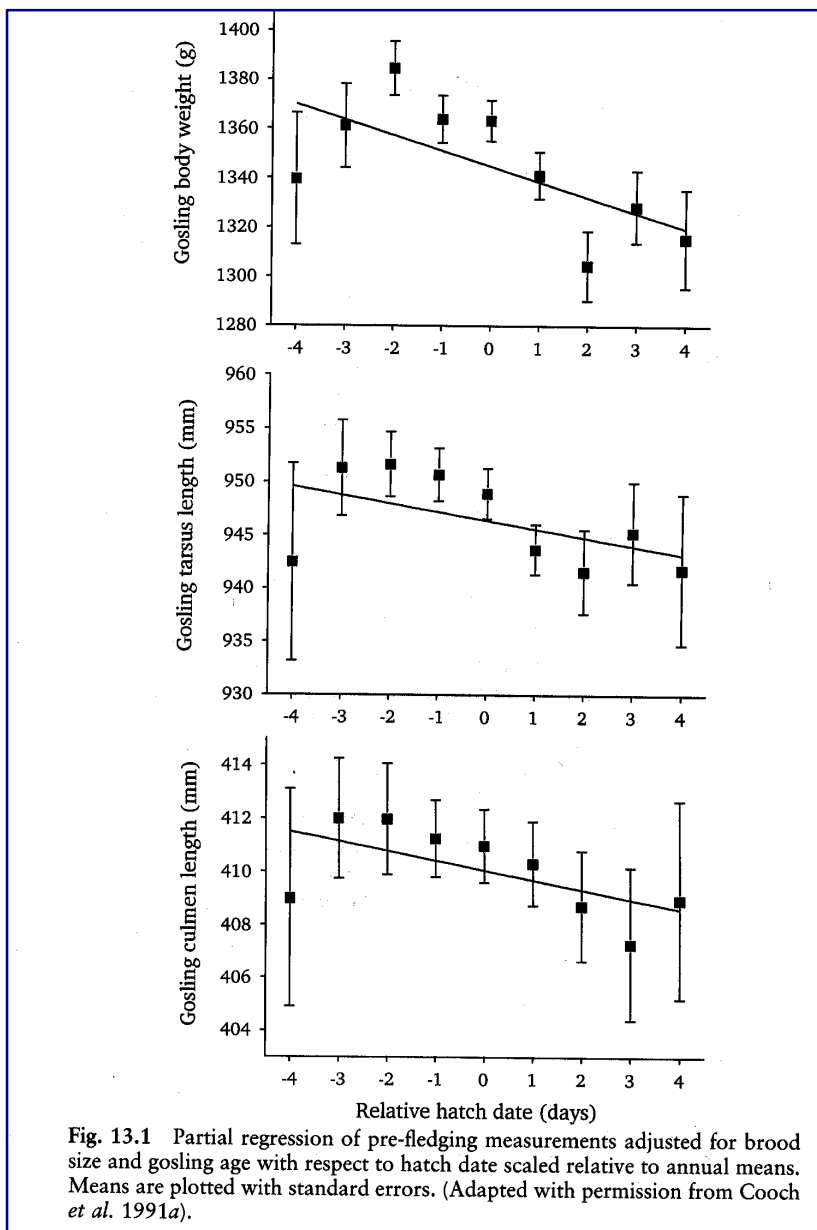 1400
1380
1360
1340
1320
1300
1280
Gosling body weight (g)
-4 -3 -2 -1 0 1 2 3 4
960
955
950
945
940
935
930
Gosling tarsus length (mm)
-4 -3 -2 -1 0 1 2 3 4
414
412
410
408
406
404
Gosling culmen length (mm)
-4 -3 -2 -1 0 1 2 3 4
Relative hatch date (days)
Fig. 13.1 Partial regression of pre-fledging measurements adjusted for brood
size and gosling age with respect to hatch date scaled relative to annual means.
Means are plotted with standard errors. (Adapted with permission from Cooch
et al. 1991a).